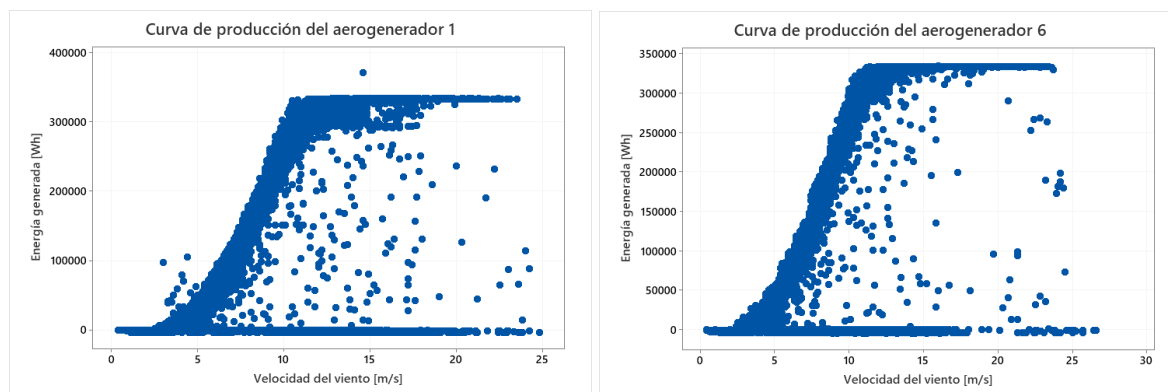 Curva de producción del aerogenerador 1
Energía generada [Wh]
400000
300000
200000
100000
0
0 5 10 15 20 25
Velocidad del viento [m/s]
Curva de producción del aerogenerador 6
Energía generada [Wh]
350000
300000
250000
200000
150000
100000
50000
0
0 5 10 15 20 25 30
Velocidad del viento [m/s]